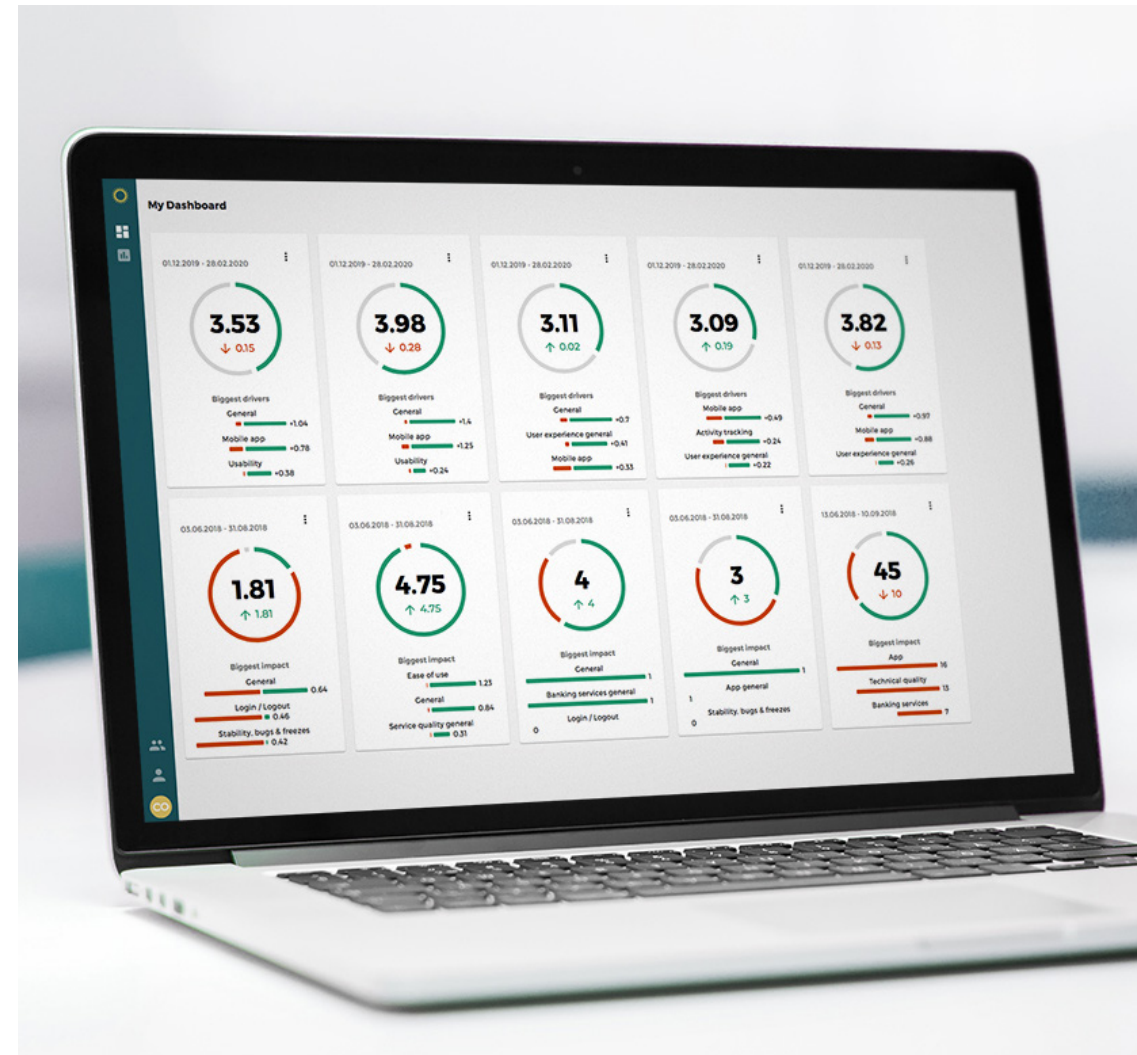 My Dashboard
01.12.2019 - 28.02.2020
3.53
↓ 0.15
Biggest drivers
General
+1.04
Mobile app
+0.78
Usability
+0.38
01.12.2019 - 28.02.2020
3.98
↓ 0.28
Biggest drivers
General
+1.4
Mobile app
+1.25
Usability
+0.24
01.12.2019 - 28.02.2020
3.11
↑ 0.02
Biggest drivers
General
+0.7
User experience general
+0.41
Mobile app
+0.33
01.12.2019 - 28.02.2020
3.09
↑ 0.19
Biggest drivers
Mobile app
+0.49
Activity tracking
+0.24
User experience general
+0.22
01.12.2019 - 28.02.2020
3.82
↓ 0.13
Biggest drivers
General
+0.97
Mobile app
+0.88
User experience general
+0.26
03.06.2018 - 31.08.2018
1.81
↑ 1.81
Biggest impact
General
0.64
Login / Logout
0.46
Stability, bugs & freezes
0.42
03.06.2018 - 31.08.2018
4.75
↑ 4.75
Biggest impact
Ease of use
1.23
General
0.84
Service quality general
0.31
03.06.2018 - 31.08.2018
4
↑ 4
Biggest impact
General
1
Banking services general
1
Login / Logout
0
03.06.2018 - 31.08.2018
3
↑ 3
Biggest impact
General
1
App general
1
Stability, bugs & freezes
0
13.06.2018 - 10.09.2018
45
↓ 10
Biggest impact
App
16
Technical quality
13
Banking services
7
CO